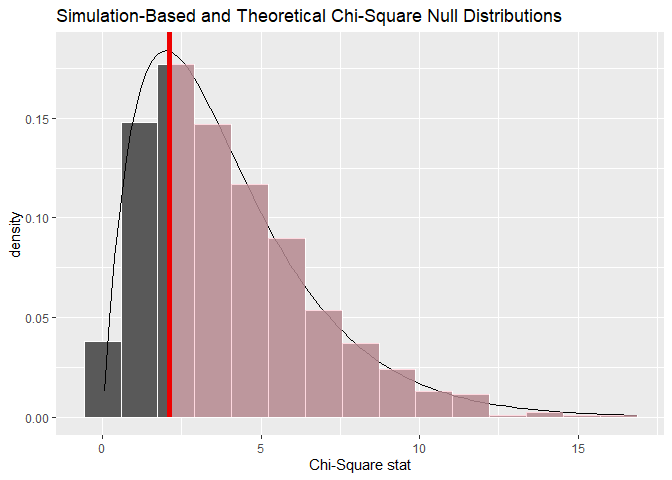 Simulation-Based and Theoretical Chi-Square Null Distributions
density
0.15
0.10
0.05
0.00
0 5 10 15
Chi-Square stat